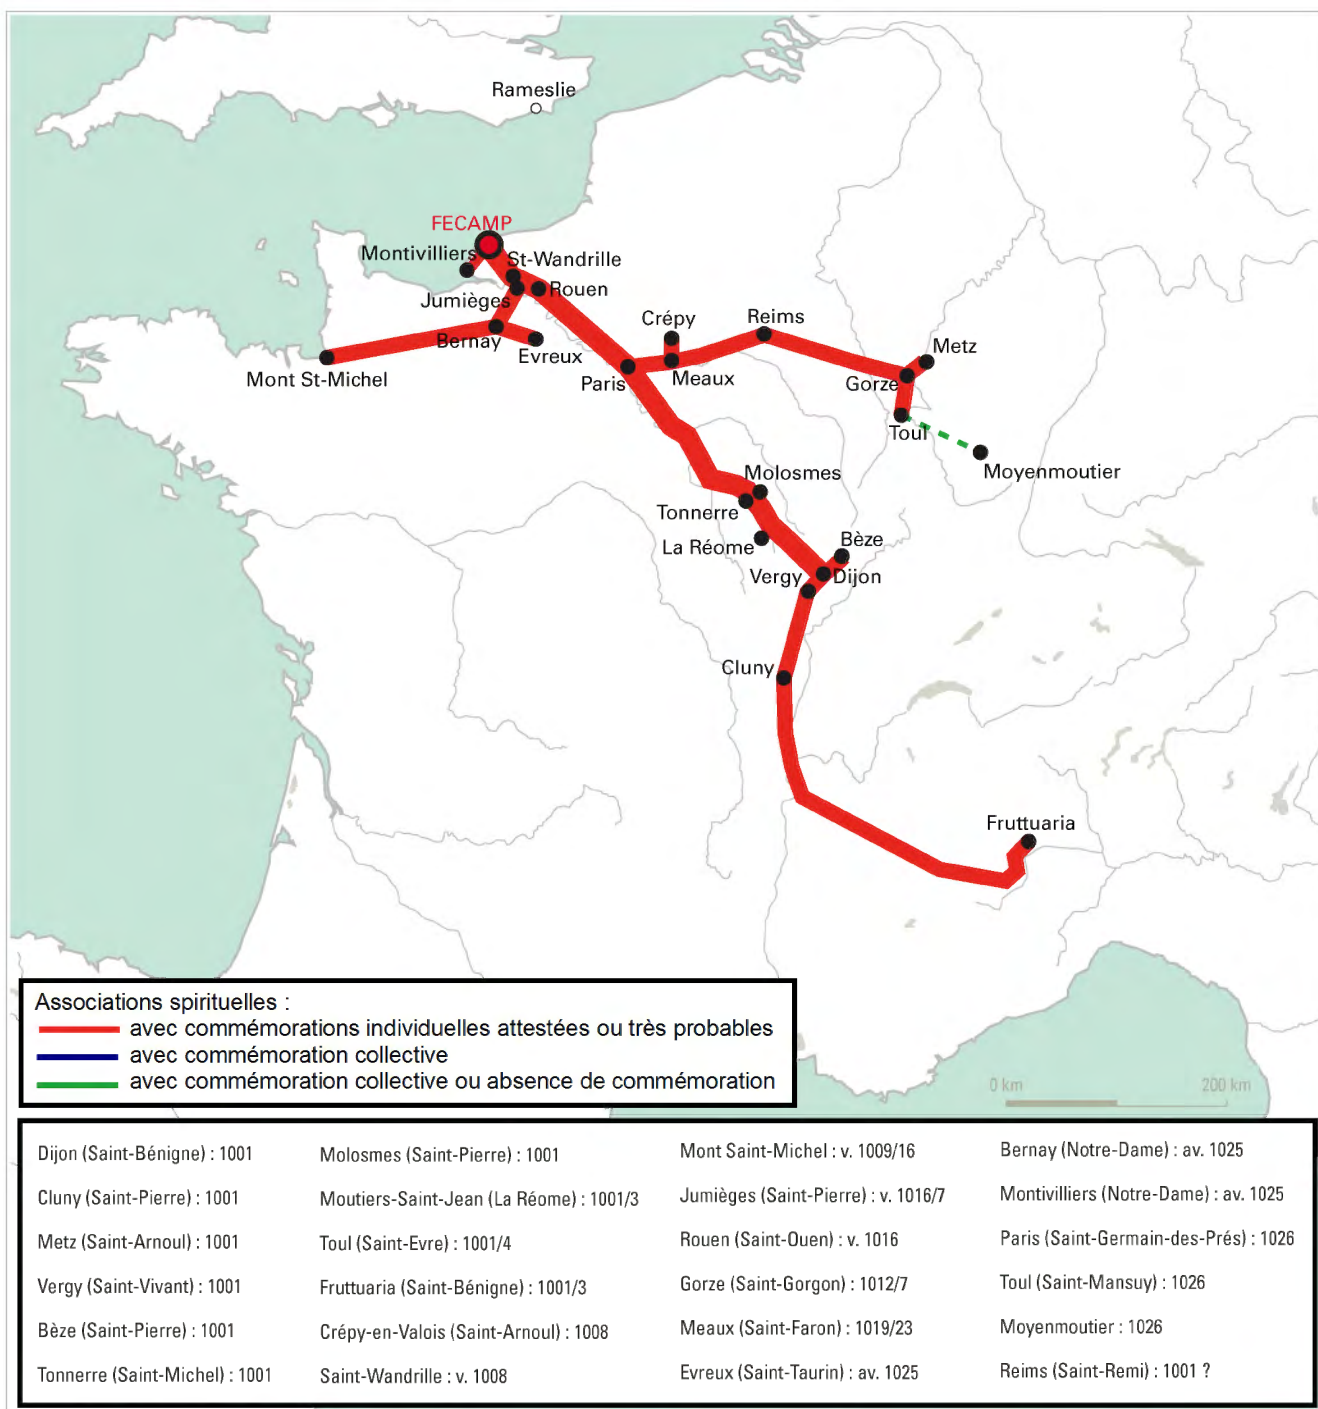 Rameslie
FECAMP
Montivilliers
St-Wandrille
Jumièges
Rouen
Bernay
Evreux
Mont St-Michel
Crépy
Reims
Metz
Paris
Meaux
Gorze
Toul
Moyenmoutier
Molosmes
Tonnerre
La Réome
Bèze
Vergy
Dijon
Cluny
Fruttuaria
Associations spirituelles :
avec commémorations individuelles attestées ou très probables
avec commémoration collective
avec commémoration collective ou absence de commémoration
0 km
200 km
Dijon (Saint-Bénigne) : 1001
Cluny (Saint-Pierre) : 1001
Metz (Saint-Arnoul) : 1001
Vergy (Saint-Vivant) : 1001
Bèze (Saint-Pierre) : 1001
Tonnerre (Saint-Michel) : 1001
Molosmes (Saint-Pierre) : 1001
Moutiers-Saint-Jean (La Réome) : 1001/3
Toul (Saint-Evre) : 1001/4
Fruttuaria (Saint-Bénigne) : 1001/3
Crépy-en-Valois (Saint-Arnoul) : 1008
Saint-Wandrille : v. 1008
Mont Saint-Michel : v. 1009/16
Jumièges (Saint-Pierre) : v. 1016/7
Rouen (Saint-Ouen) : v. 1016
Gorze (Saint-Gorgon) : 1012/7
Meaux (Saint-Faron) : 1019/23
Evreux (Saint-Taurin) : av. 1025
Bernay (Notre-Dame) : av. 1025
Montivilliers (Notre-Dame) : av. 1025
Paris (Saint-Germain-des-Prés) : 1026
Toul (Saint-Mansuy) : 1026
Moyenmoutier : 1026
Reims (Saint-Remi) : 1001 ?